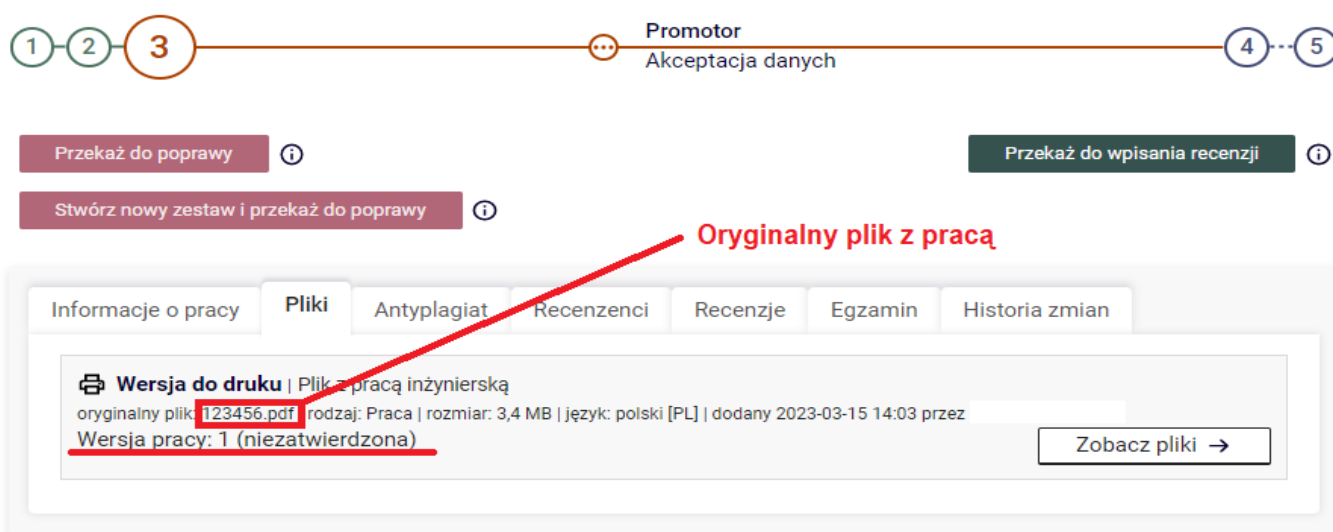 1 2 3 Promotor 4 5
Akceptacja danych
Przekaż do poprawy
Przekaż do wpisania recenzji
Stwórz nowy zestaw i przekaż do poprawy
Oryginalny plik z pracą
Informacje o pracy Pliki Antyplagiat Recenzenci Recenzje Egzamin Historia zmian
Wersja do druku | Plik z pracą inżynierską
oryginalny plik: 123456.pdf | rodzaj: Praca | rozmiar: 3,4 MB | język: polski [PL] | dodany 2023-03-15 14:03 przez
Wersja pracy: 1 (niezatwierdzona)
Zobacz pliki →